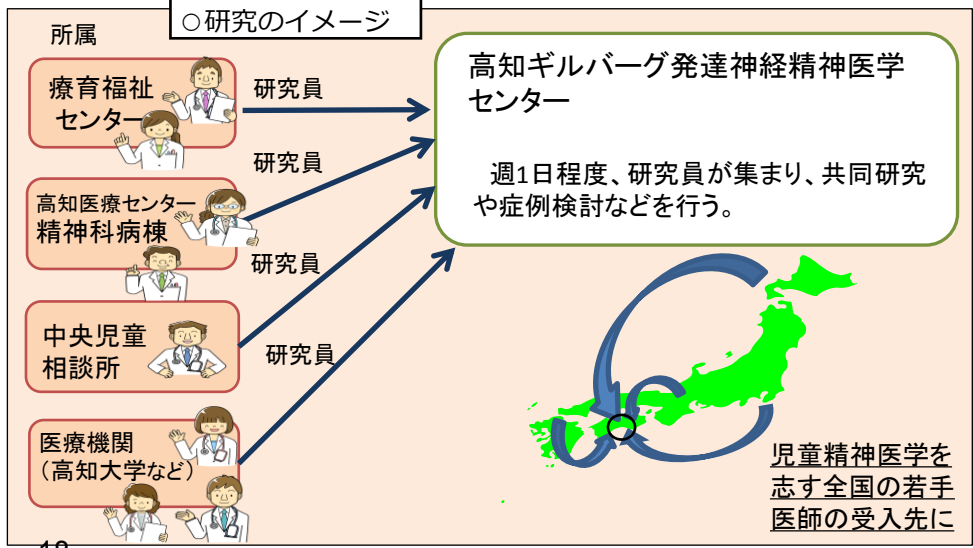 ○研究のイメージ
所属
療育福祉
センター
研究員
高知医療センター
精神科病棟
研究員
中央児童
相談所
研究員
医療機関
（高知大学など）
研究員
高知ギルバーグ発達神経精神医学
センター
週1日程度、研究員が集まり、共同研究
や症例検討などを行う。
児童精神医学を
志す全国の若手
医師の受入先に